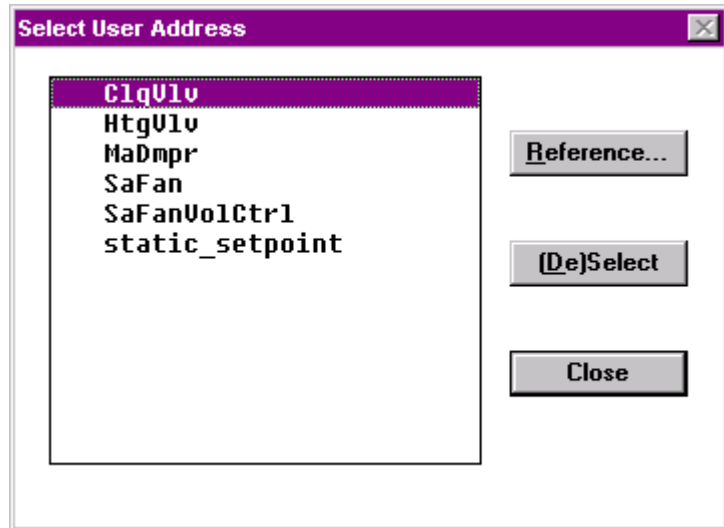 Select User Address
ClgVlv
HtgVlv
MaDmpr
SaFan
SaFanVolCtrl
static_setpoint
Reference...
(De)Select
Close